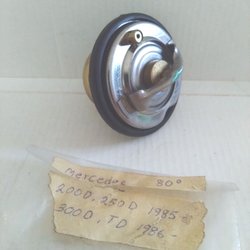 Mercedes 80°
200D, 250D 1985-
300D, TD 1986-